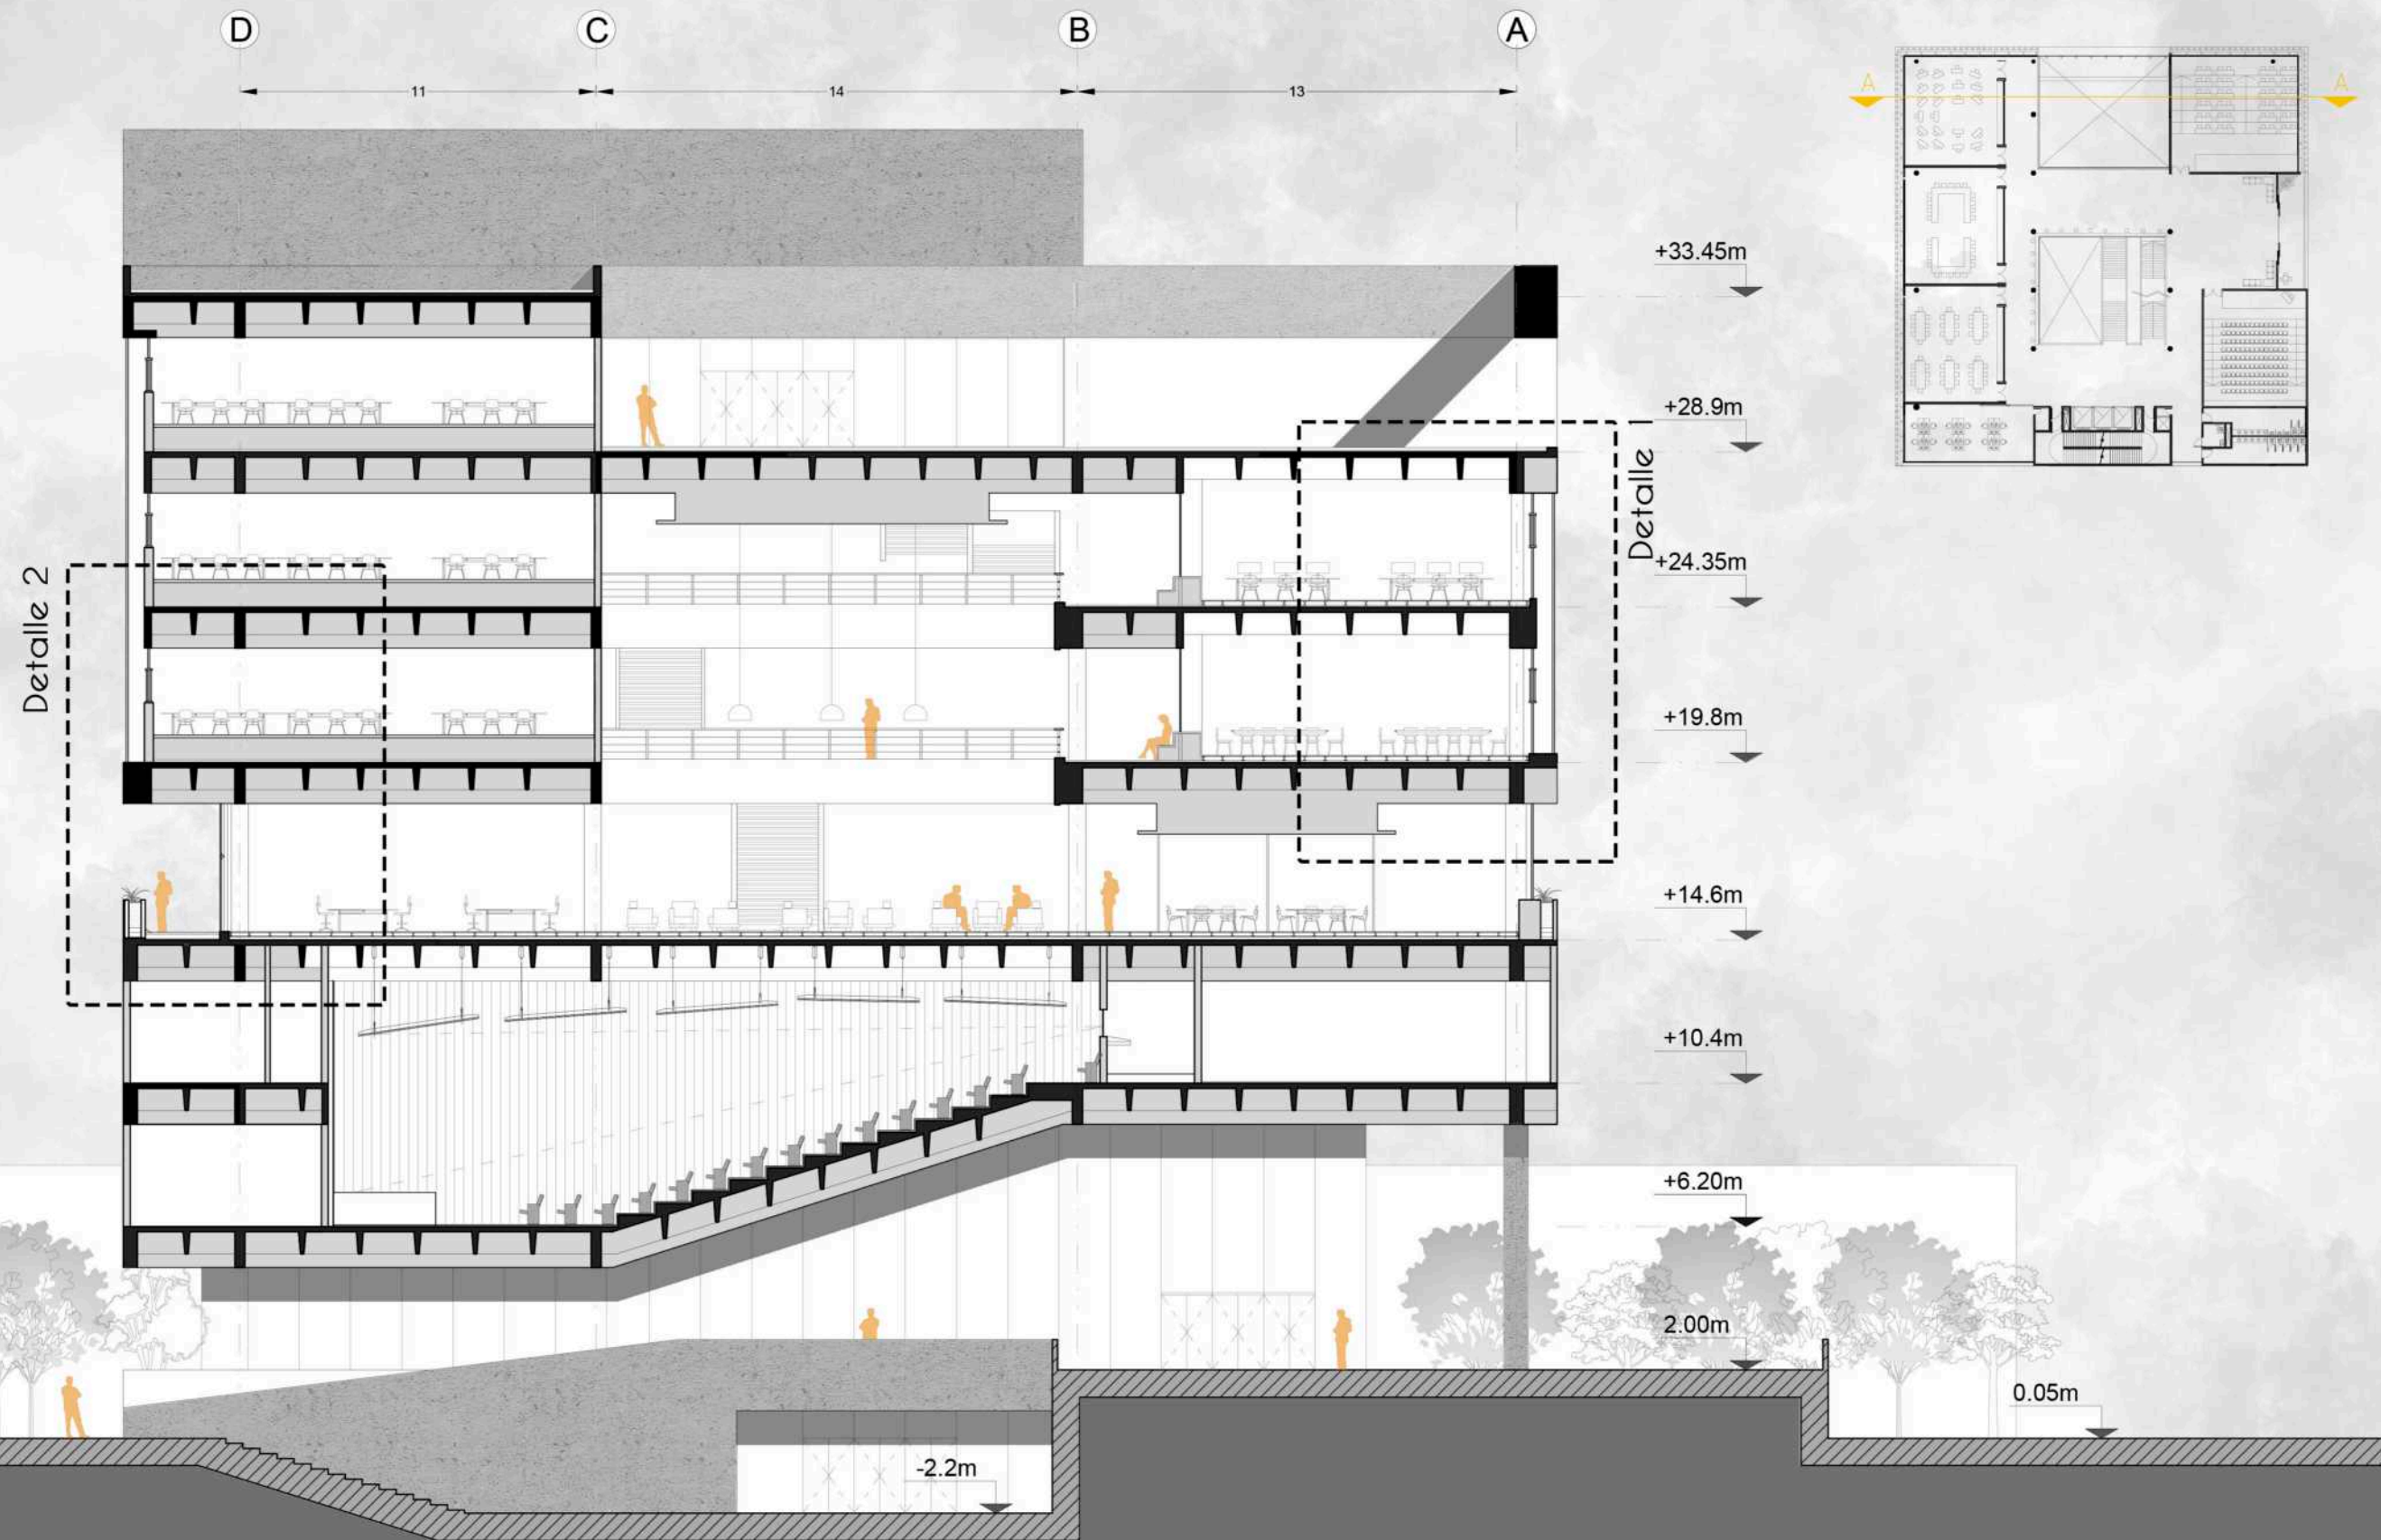 D
C
B
A
11
14
13
A
A
+33.45m
+28.9m
Detalle 1
+24.35m
Detalle 2
+19.8m
+14.6m
+10.4m
+6.20m
2.00m
0.05m
-2.2m